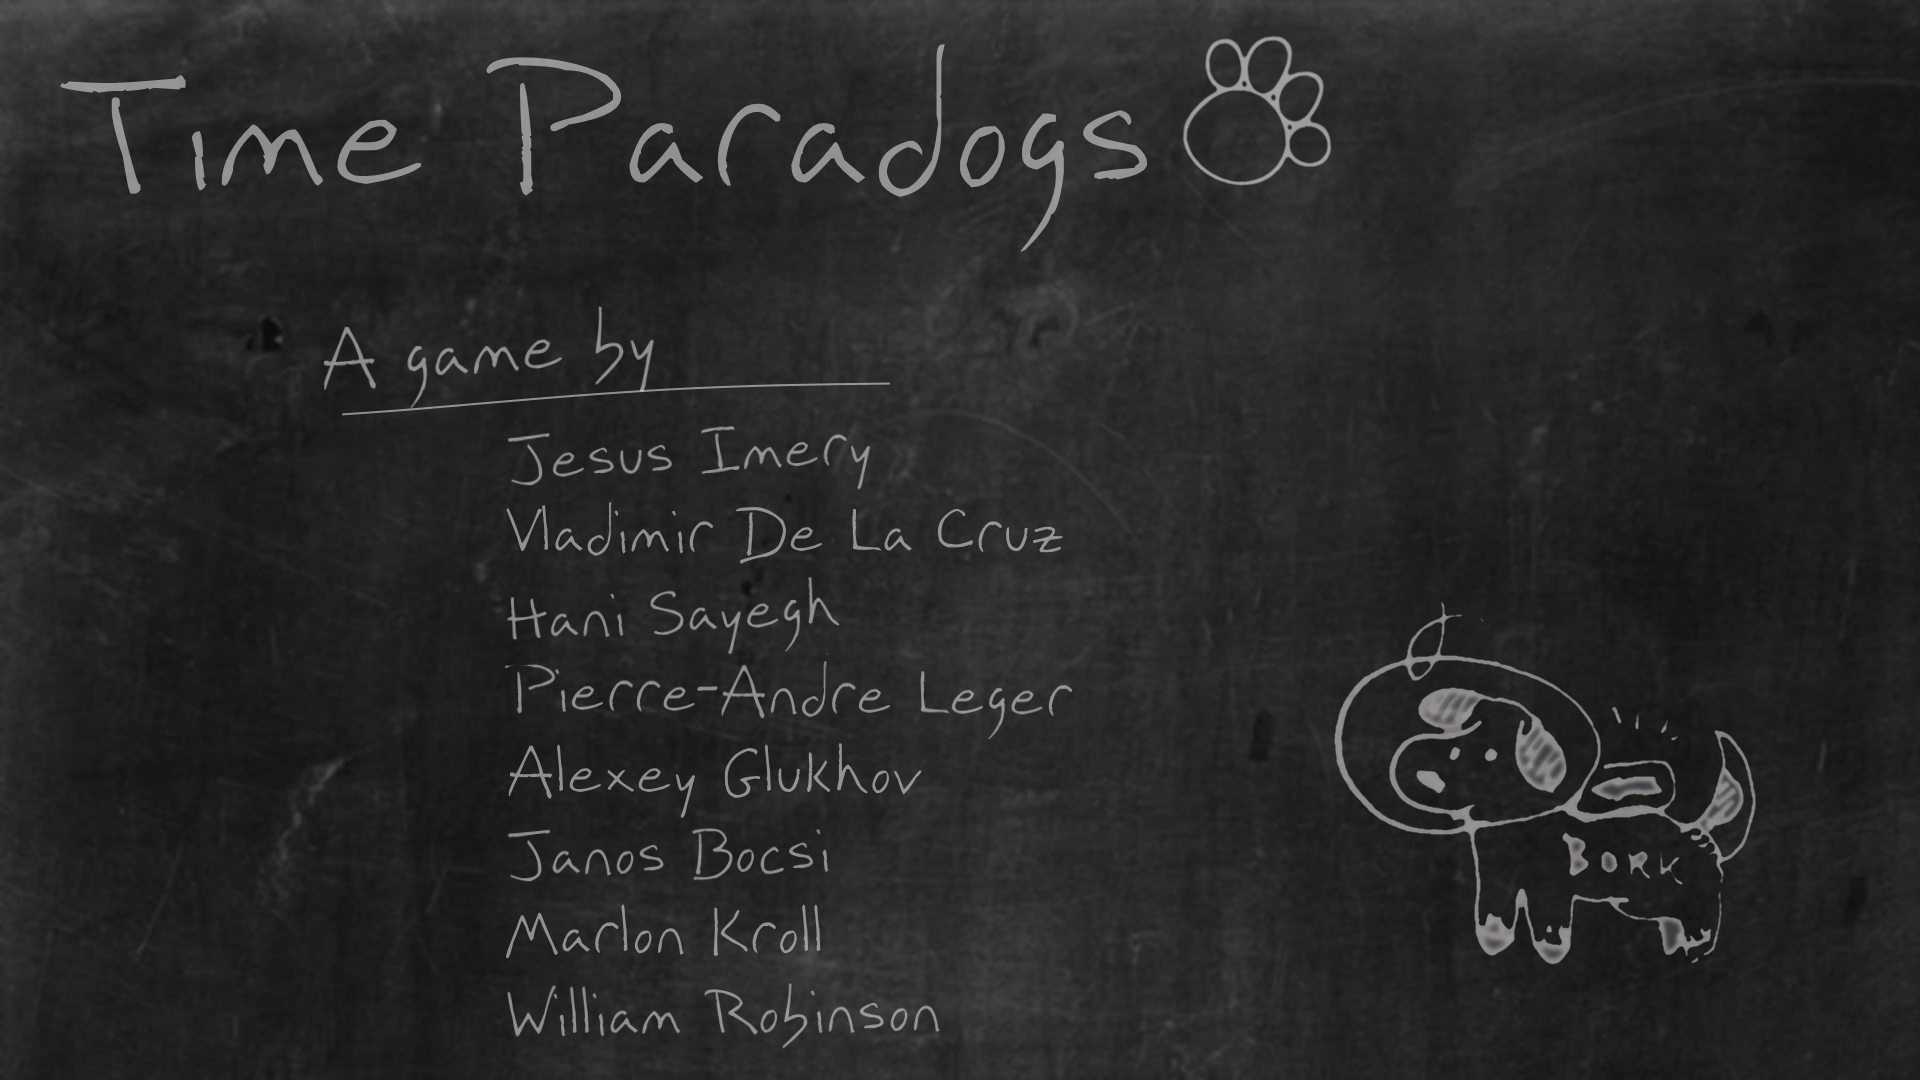 Time Paradogs
A game by
Jesus Imery
Vladimir De La Cruz
Hani Sayegh
Pierre-Andre Leger
Alexey Glukhov
Janos Bocsi
Marlon Kroll
William Robinson
BORK